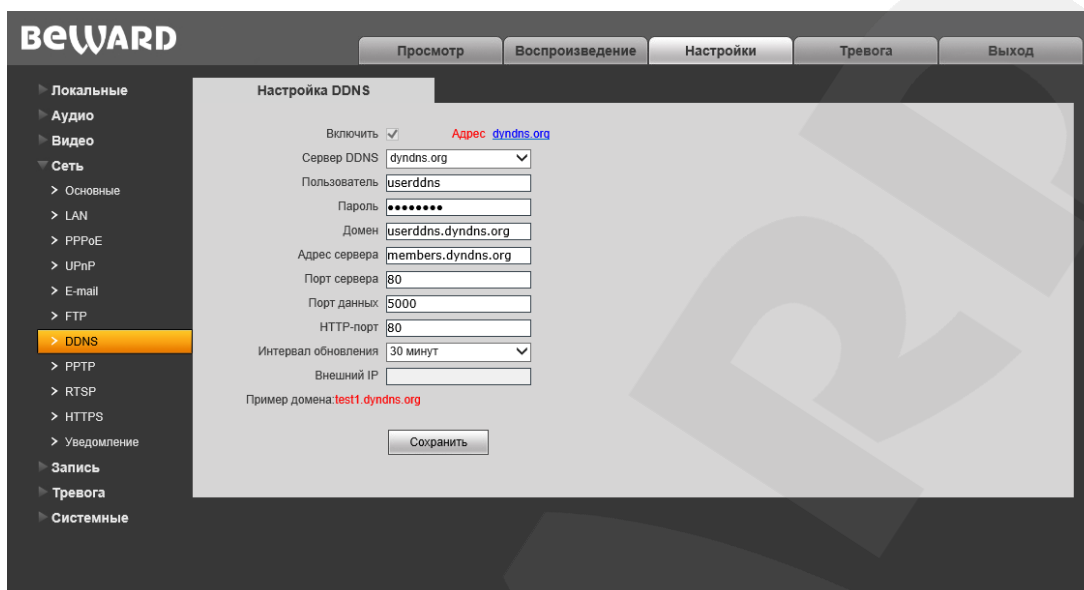 BEWARD
Просмотр
Воспроизведение
Настройки
Тревога
Выход
Локальные
Аудио
Видео
Сеть
Основные
LAN
PPPoE
UPnP
E-mail
FTP
DDNS
PPTP
RTSP
HTTPS
Уведомление
Запись
Тревога
Системные
Настройка DDNS
Включить Адрес dyndns.org
Сервер DDNS dyndns.org
Пользователь userddns
Пароль ••••••••
Домен userddns.dyndns.org
Адрес сервера members.dyndns.org
Порт сервера 80
Порт данных 5000
HTTP-порт 80
Интервал обновления 30 минут
Внешний IP
Пример домена:test1.dyndns.org
Сохранить